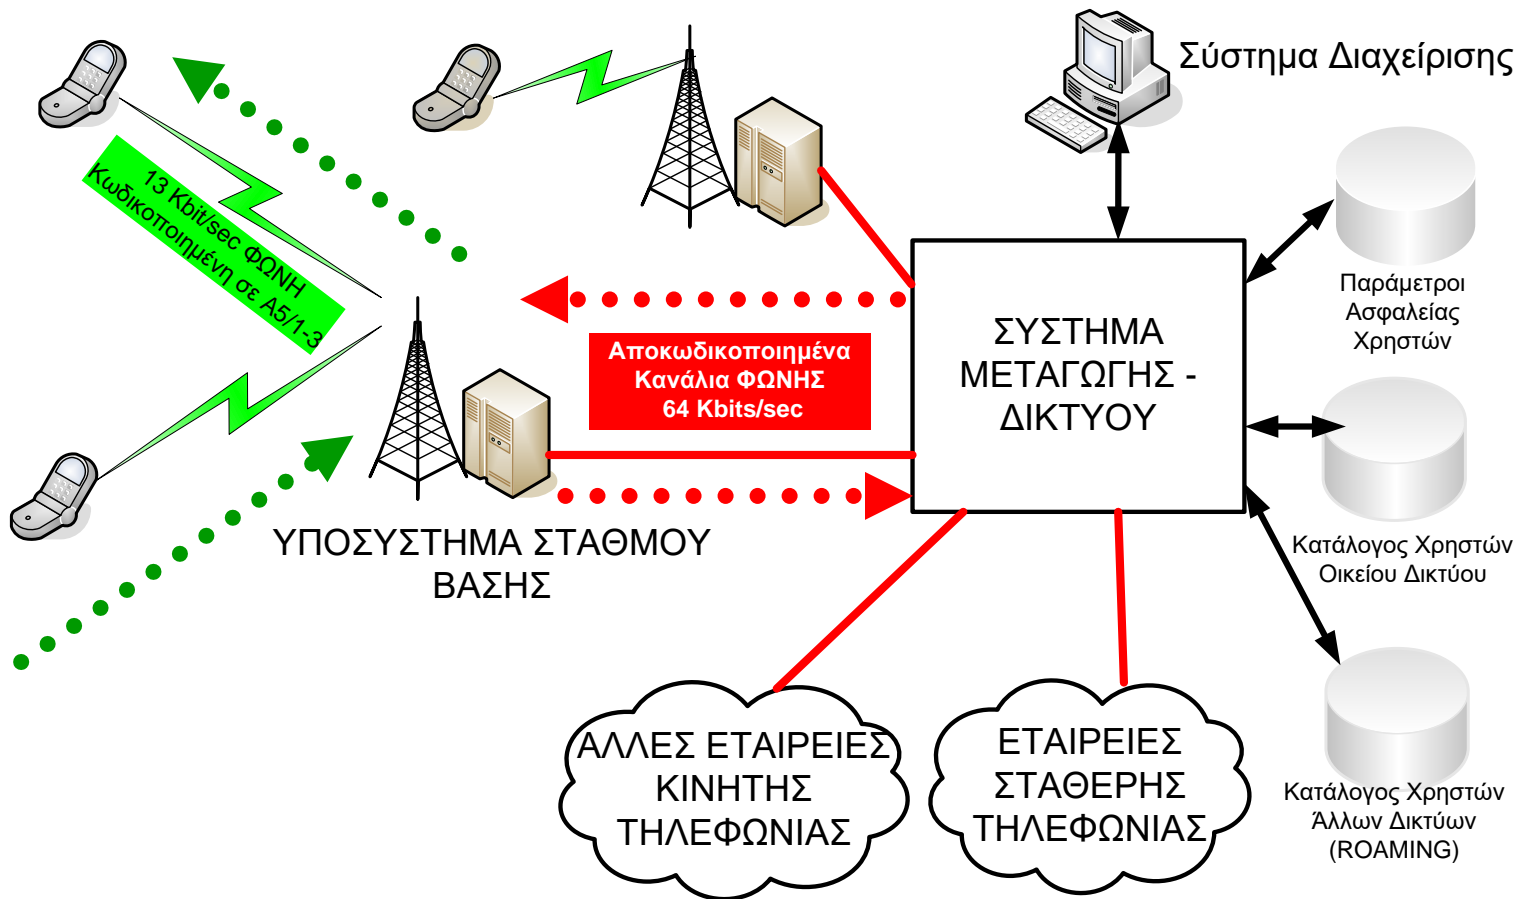 Σύστημα Διαχείρισης
13 Kbit/sec ΦΩΝΗ
Κωδικοποιημένη σε Α5/1-3
Παράμετροι
Ασφαλείας
Χρηστών
Αποκωδικοποιημένα
Κανάλια ΦΩΝΗΣ
64 Kbits/sec
ΣΥΣΤΗΜΑ
ΜΕΤΑΓΩΓΗΣ -
ΔΙΚΤΥΟΥ
ΥΠΟΣΥΣΤΗΜΑ ΣΤΑΘΜΟΥ
ΒΑΣΗΣ
Κατάλογος Χρηστών
Οικείου Δικτύου
ΑΛΛΕΣ ΕΤΑΙΡΕΙΕΣ
ΚΙΝΗΤΗΣ
ΤΗΛΕΦΩΝΙΑΣ
ΕΤΑΙΡΕΙΕΣ
ΣΤΑΘΕΡΗΣ
ΤΗΛΕΦΩΝΙΑΣ
Κατάλογος Χρηστών
Άλλων Δικτύων
(ROAMING)